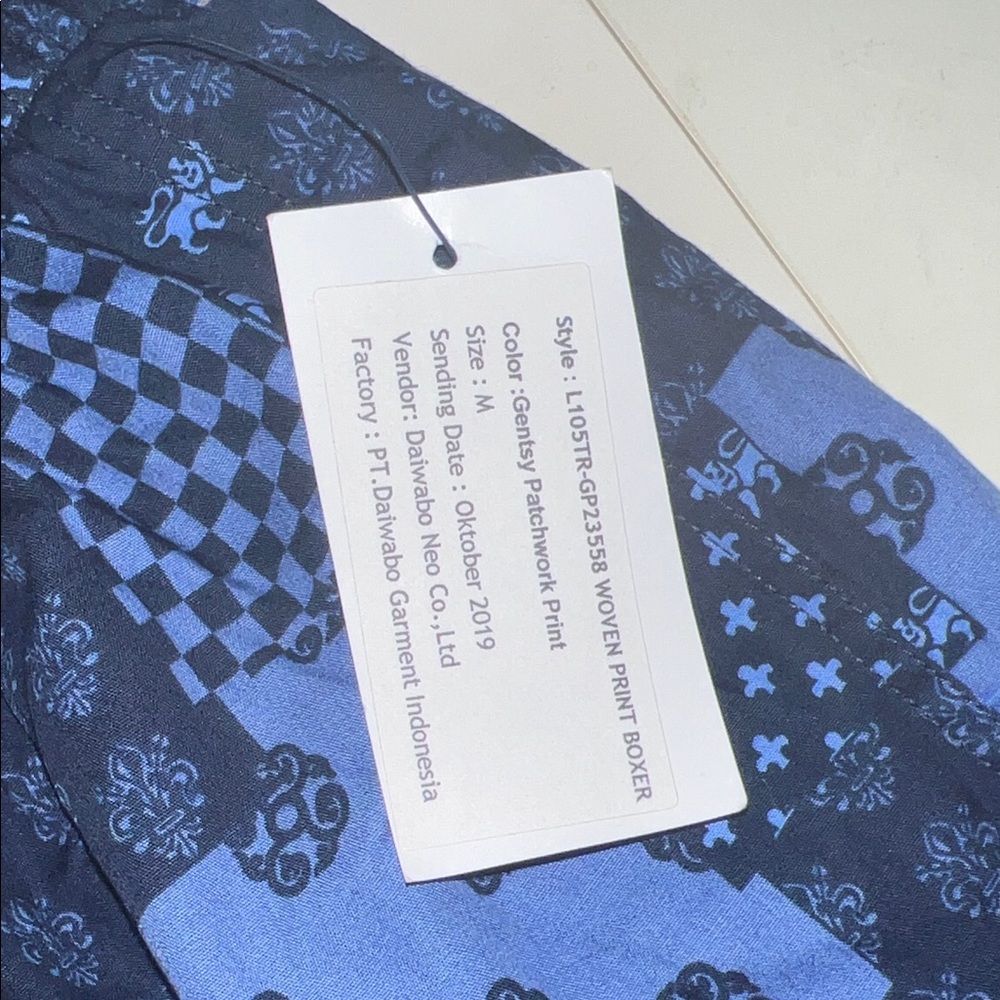 Style : L105TR-GP23558 WOVEN PRINT BOXER
Color :Gentsy Patchwork Print
Size : M
Sending Date : Oktober 2019
Vendor: Daiwabo Neo Co.,Ltd
Factory : PT.Daiwabo Garment Indonesia